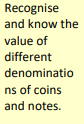 Recognise
and know the
value of
different
denominatio
ns of coins
and notes.